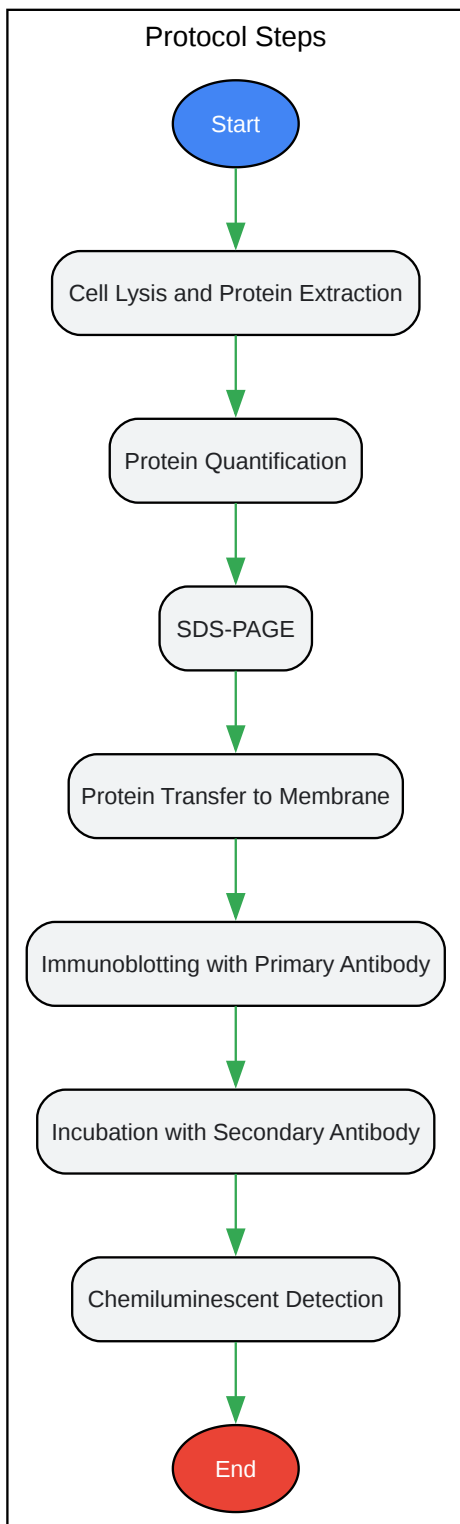 Protocol Steps
Start
Cell Lysis and Protein Extraction
Protein Quantification
SDS-PAGE
Protein Transfer to Membrane
Immunoblotting with Primary Antibody
Incubation with Secondary Antibody
Chemiluminescent Detection
End